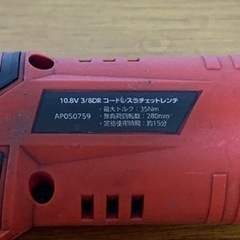 10.8V 3/8DR コードレスラチェットレンチ
AP050759
・最大トルク：35Nm
・無負荷回転数：280min
・定格使用時間：約15分